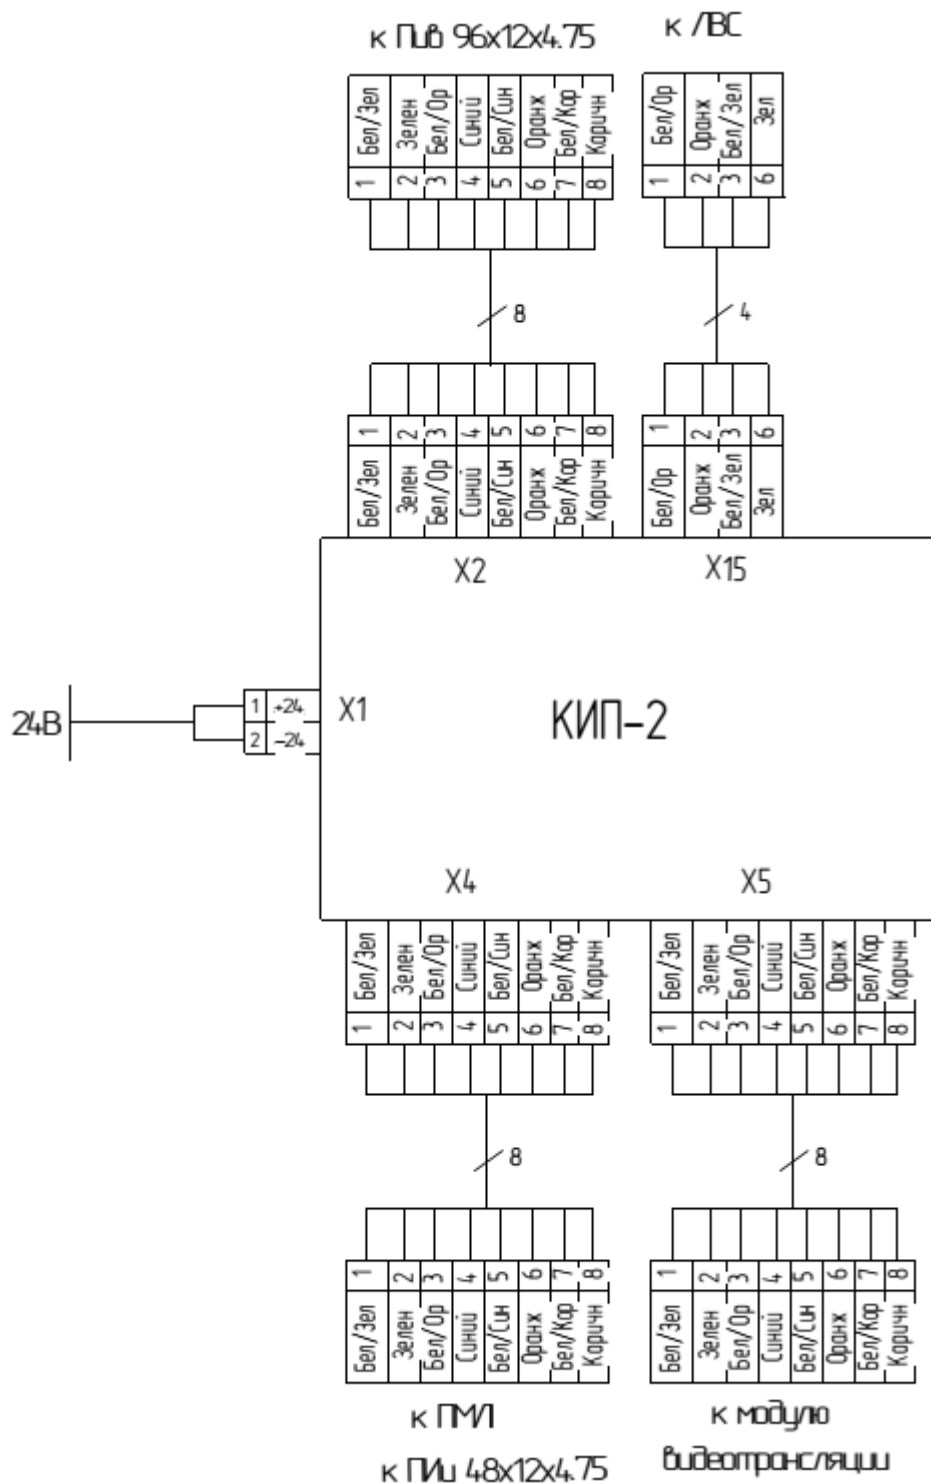 к Пив 96x12x4.75
к ЛВС
Бел/Зел Зелен Бел/Ор Синий Бел/Син Оранж Бел/Кор Коричн
1 2 3 4 5 6 7 8
Бел/Ор Оранж Бел/Зел Зел
1 2 3 6
8
4
1 2 3 4 5 6 7 8
Бел/Зел Зелен Бел/Ор Синий Бел/Син Оранж Бел/Кор Коричн
1 2 3 6
Бел/Ор Оранж Бел/Зел Зел
X2
X15
24В
1 +24
2 -24
X1
КИП-2
X4
X5
Бел/Зел Зелен Бел/Ор Синий Бел/Син Оранж Бел/Кор Коричн
1 2 3 4 5 6 7 8
Бел/Зел Зелен Бел/Ор Синий Бел/Син Оранж Бел/Кор Коричн
1 2 3 4 5 6 7 8
8
8
1 2 3 4 5 6 7 8
Бел/Зел Зелен Бел/Ор Синий Бел/Син Оранж Бел/Кор Коричн
1 2 3 4 5 6 7 8
Бел/Зел Зелен Бел/Ор Синий Бел/Син Оранж Бел/Кор Коричн
к ПМЛ
к ПИц 48x12x4.75
к модулю
видеотрансляции